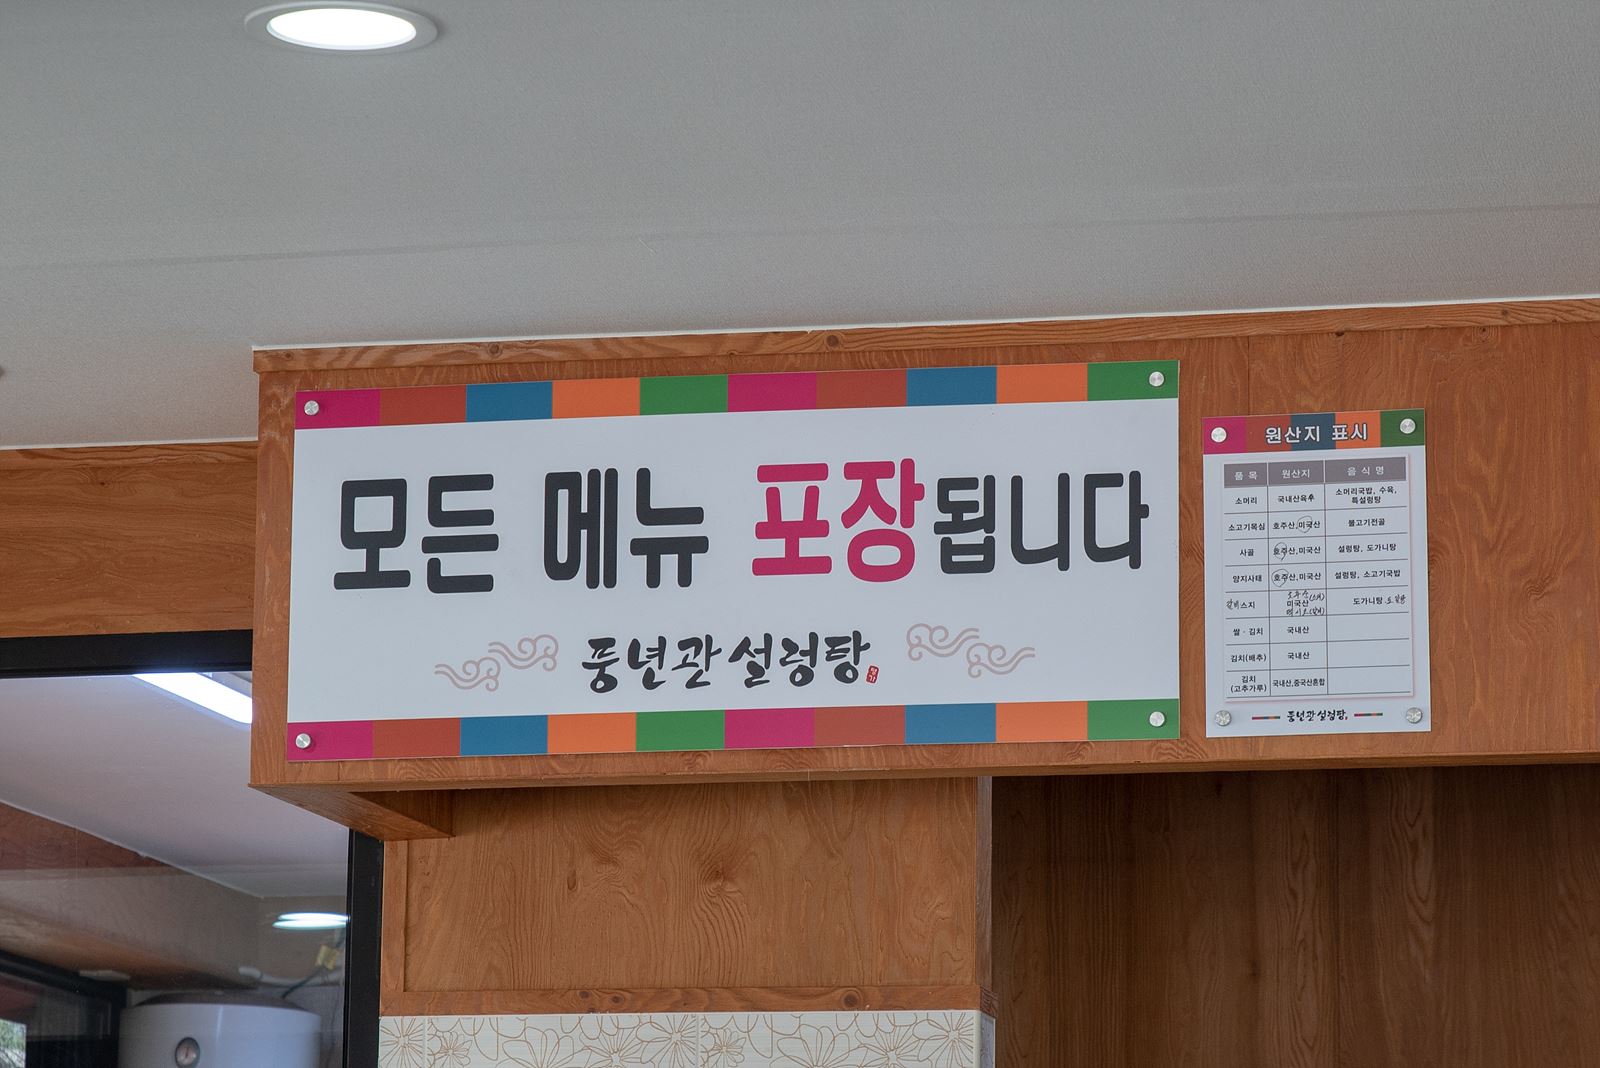 모든 메뉴 포장됩니다
풍년관 설렁탕
원산지 표시
품 목 원산지 음 식 명
소머리 국내산육우 소머리국밥, 수육, 특설렁탕
소고기목심 호주산,미국산 불고기전골
사골 호주산,미국산 설렁탕, 도가니탕
양지사태 호주산,미국산 설렁탕, 소고기국밥
갈비스지 미국산 도가니탕
쌀 · 김치 국내산
김치(배추) 국내산
김치(고추가루) 국내산,중국산혼합
풍년관 설렁탕